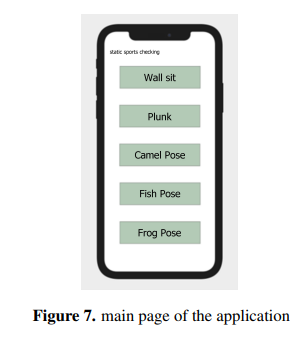 static sports checking
Wall sit
Plunk
Camel Pose
Fish Pose
Frog Pose
Figure 7. main page of the application